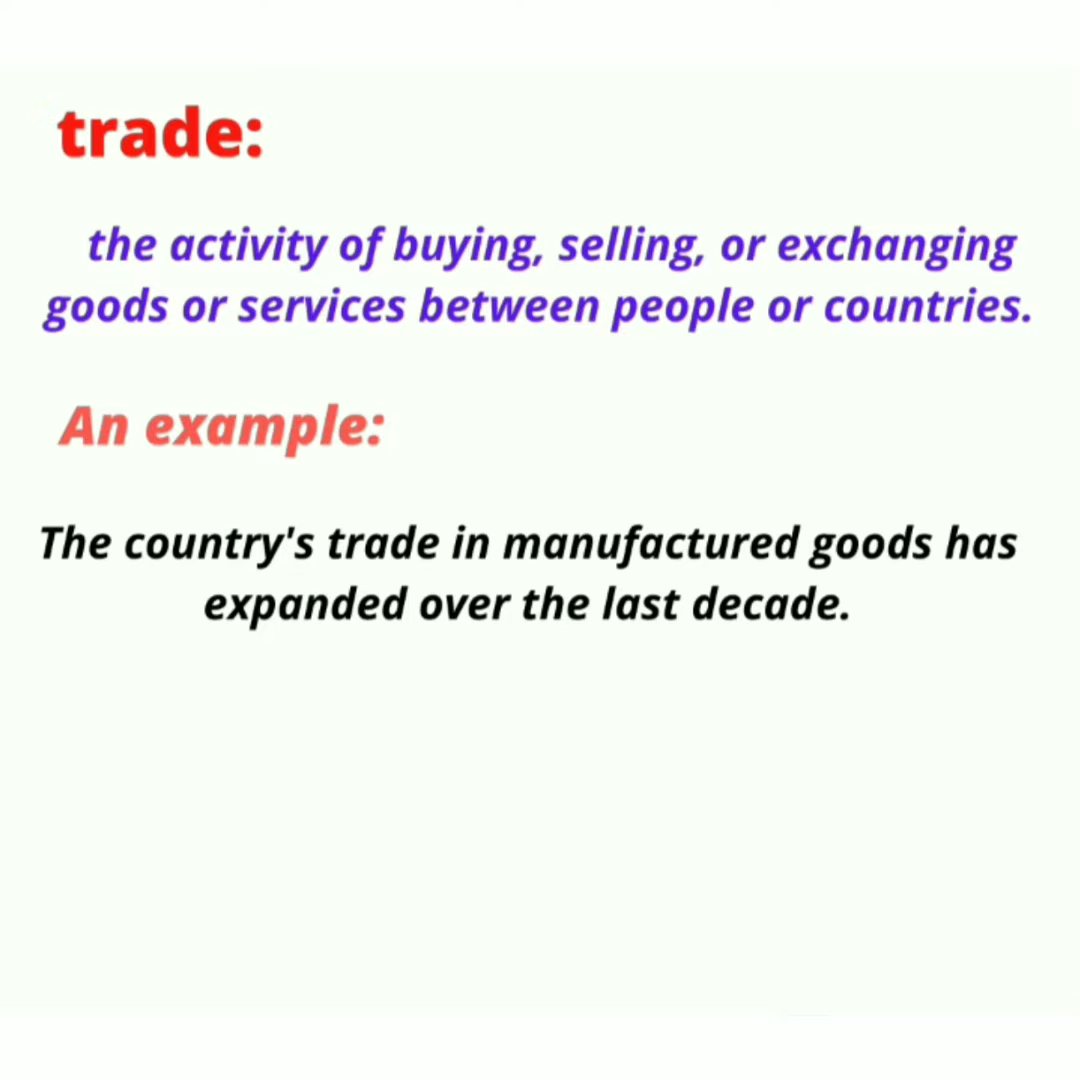 trade:
the activity of buying, selling, or exchanging
goods or services between people or countries.
An example:
The country's trade in manufactured goods has
expanded over the last decade.